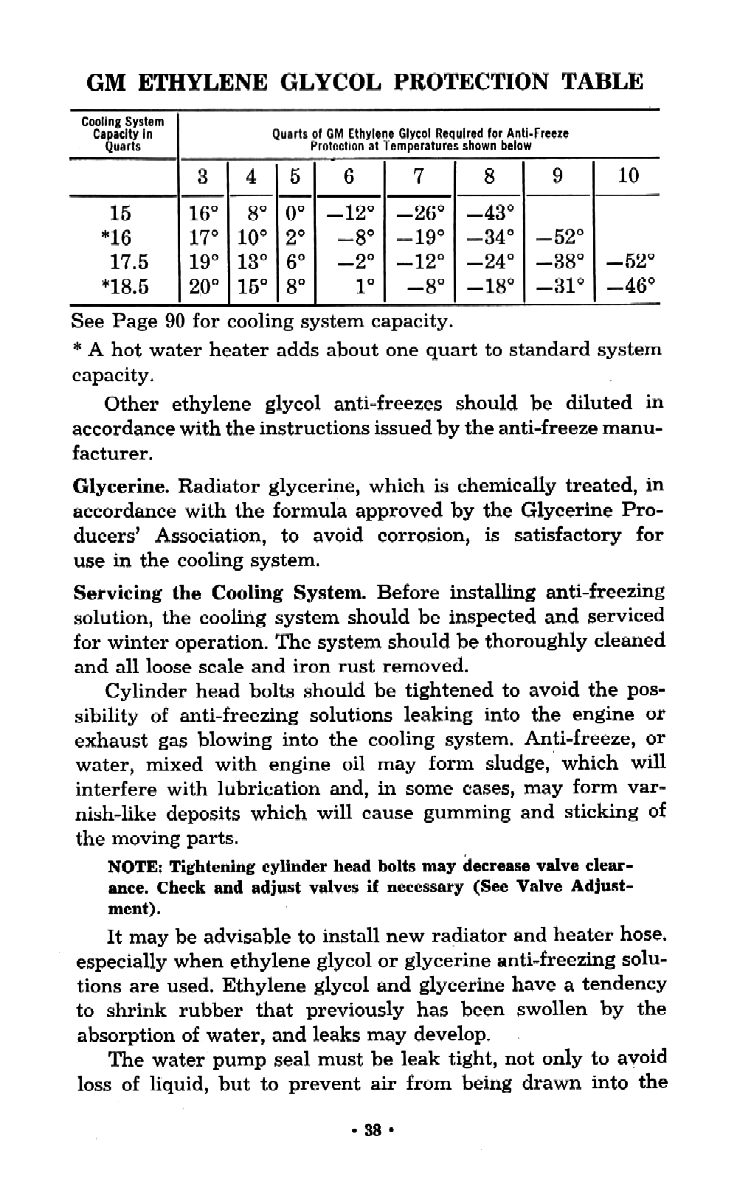 GM ETHYLENE GLYCOL PROTECTION TABLE
Cooling System
Capacity in
Quarts
Quarts of GM Ethylene Glycol Required for Anti-Freeze
Protection at Temperatures shown below
3 4 5 6 7 8 9 10
15 16° 8° 0° —12° —26° —43°
*16 17° 10° 2° —8° —19° —34° —52°
17.5 19° 13° 6° —2° —12° —24° —38° —52°
*18.5 20° 15° 8° 1° —8° —18° —31° —46°
See Page 90 for cooling system capacity.
* A hot water heater adds about one quart to standard system
capacity.
Other ethylene glycol anti-freezes should be diluted in
accordance with the instructions issued by the anti-freeze manu-
facturer.
Glycerine. Radiator glycerine, which is chemically treated, in
accordance with the formula approved by the Glycerine Pro-
ducers' Association, to avoid corrosion, is satisfactory for
use in the cooling system.
Servicing the Cooling System. Before installing anti-freezing
solution, the cooling system should be inspected and serviced
for winter operation. The system should be thoroughly cleaned
and all loose scale and iron rust removed.
Cylinder head bolts should be tightened to avoid the pos-
sibility of anti-freezing solutions leaking into the engine or
exhaust gas blowing into the cooling system. Anti-freeze, or
water, mixed with engine oil may form sludge, which will
interfere with lubrication and, in some cases, may form var-
nish-like deposits which will cause gumming and sticking of
the moving parts.
NOTE: Tightening cylinder head bolts may decrease valve clear-
ance. Check and adjust valves if necessary (See Valve Adjust-
ment).
It may be advisable to install new radiator and heater hose.
especially when ethylene glycol or glycerine anti-freezing solu-
tions are used. Ethylene glycol and glycerine have a tendency
to shrink rubber that previously has been swollen by the
absorption of water, and leaks may develop.
The water pump seal must be leak tight, not only to avoid
loss of liquid, but to prevent air from being drawn into the
• 38 •